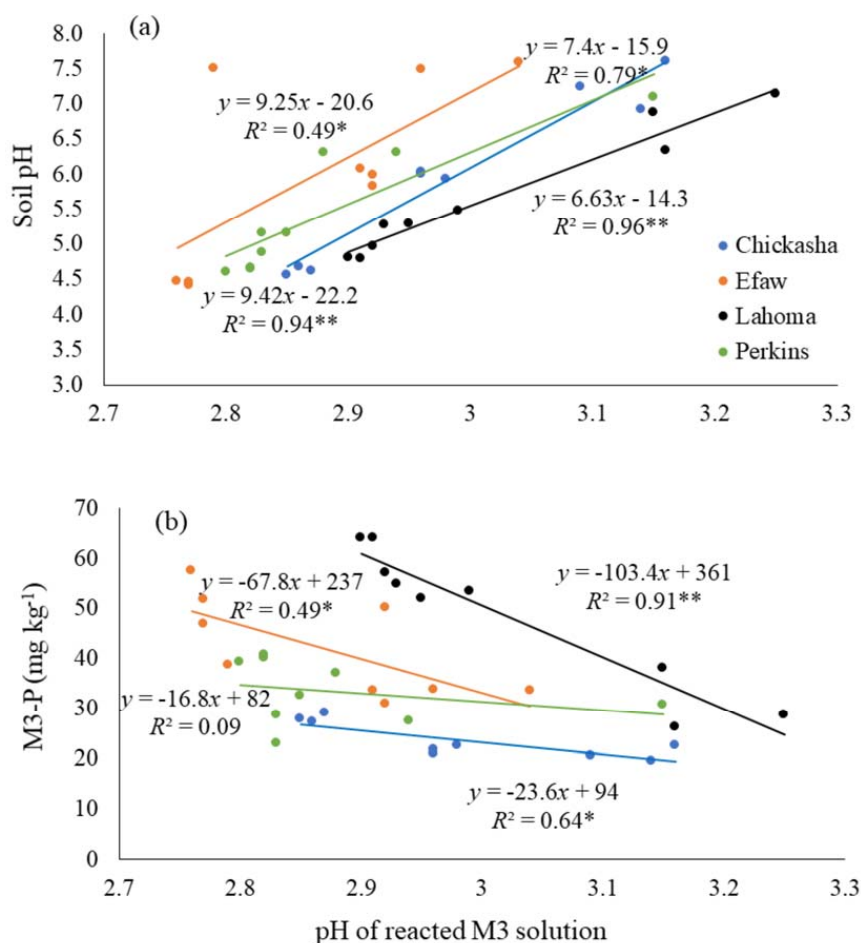 (a)
8.0
7.5
7.0
6.5
6.0
5.5
5.0
4.5
4.0
3.5
3.0
Soil pH
y = 7.4x - 15.9
R² = 0.79*
y = 9.25x - 20.6
R² = 0.49*
y = 6.63x - 14.3
R² = 0.96**
y = 9.42x - 22.2
R² = 0.94**
Chickasha
Efaw
Lahoma
Perkins
2.7 2.8 2.9 3 3.1 3.2 3.3
(b)
70
60
50
40
30
20
10
0
M3-P (mg kg⁻¹)
y = -67.8x + 237
R² = 0.49*
y = -103.4x + 361
R² = 0.91**
y = -16.8x + 82
R² = 0.09
y = -23.6x + 94
R² = 0.64*
2.7 2.8 2.9 3 3.1 3.2 3.3
pH of reacted M3 solution